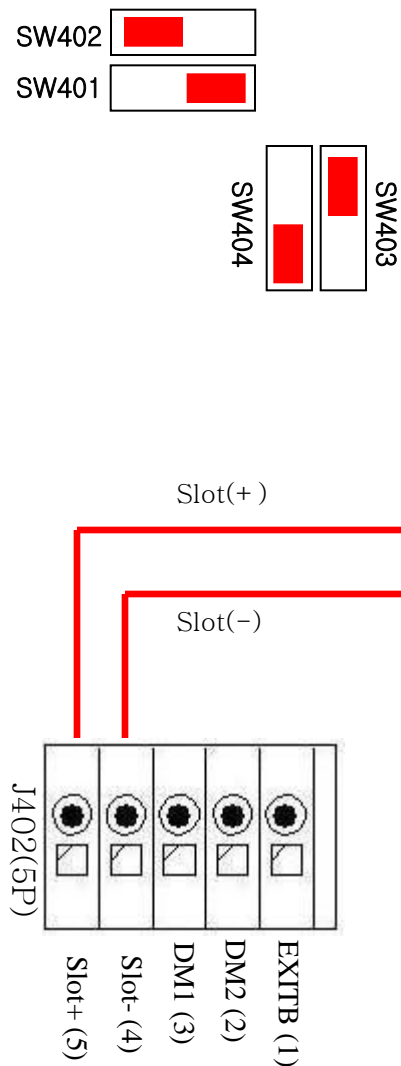 SW402
SW401
SW404
SW403
Slot(+)
Slot(-)
J402(5P)
Slot+ (5)
Slot- (4)
DM1 (3)
DM2 (2)
EXITB (1)